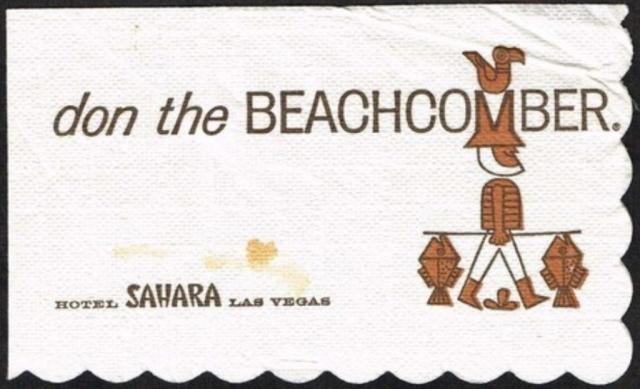 don the BEACHCOMBER.
HOTEL SAHARA LAS VEGAS